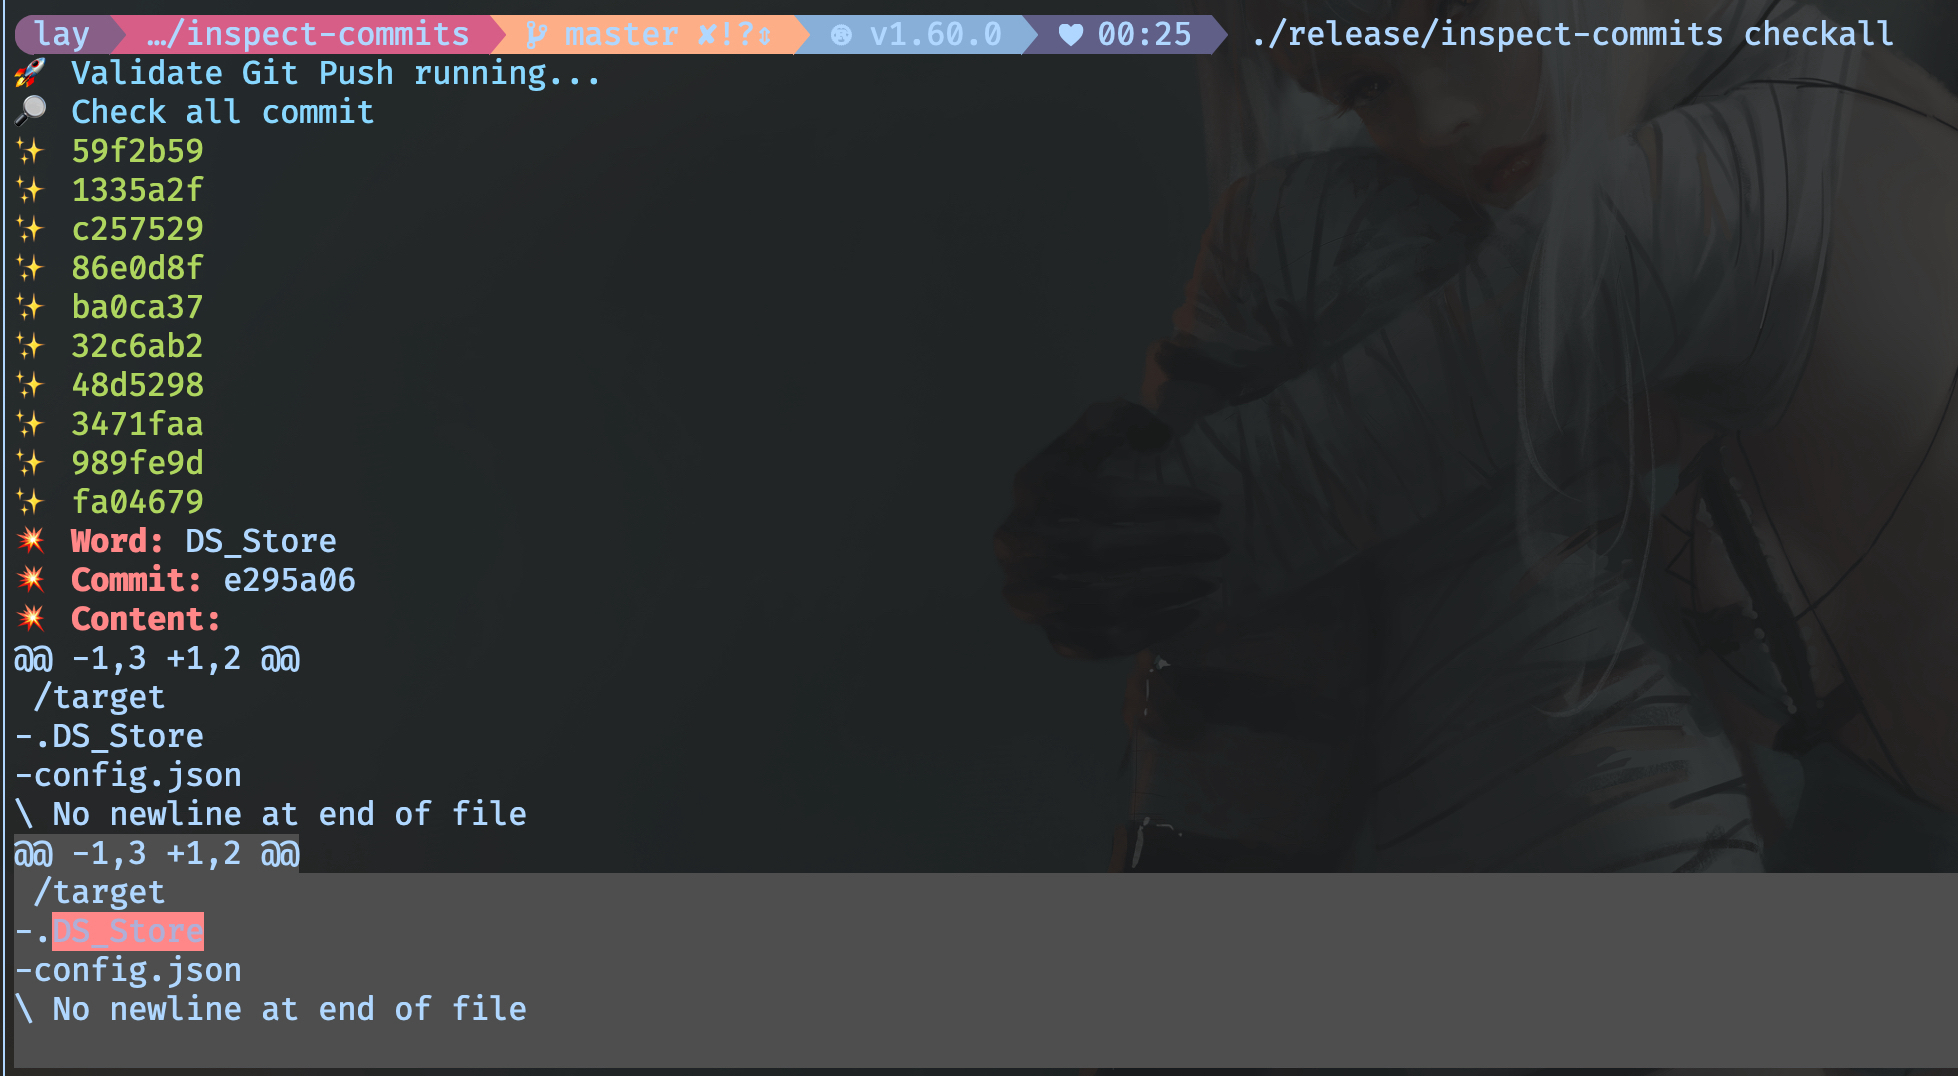 lay …/inspect-commits master ✘!?⇕ v1.60.0 ♥ 00:25 ./release/inspect-commits checkall
🚀 Validate Git Push running...
🔎 Check all commit
✨ 59f2b59
✨ 1335a2f
✨ c257529
✨ 86e0d8f
✨ ba0ca37
✨ 32c6ab2
✨ 48d5298
✨ 3471faa
✨ 989fe9d
✨ fa04679
💥 Word: DS_Store
💥 Commit: e295a06
💥 Content:
@@ -1,3 +1,2 @@
 /target
-.DS_Store
-config.json
\ No newline at end of file
@@ -1,3 +1,2 @@
 /target
-.DS_Store
-config.json
\ No newline at end of file